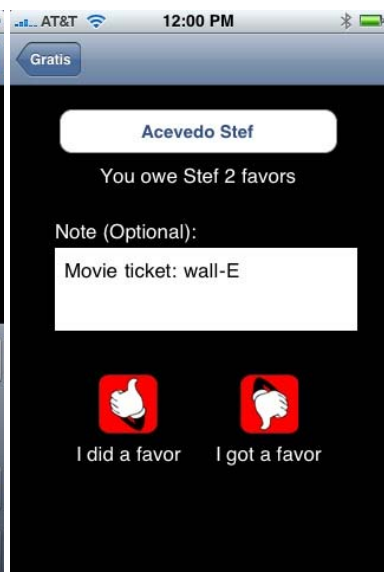 AT&T 12:00 PM
Gratis
Acevedo Stef
You owe Stef 2 favors
Note (Optional):
Movie ticket: wall-E
I did a favor I got a favor